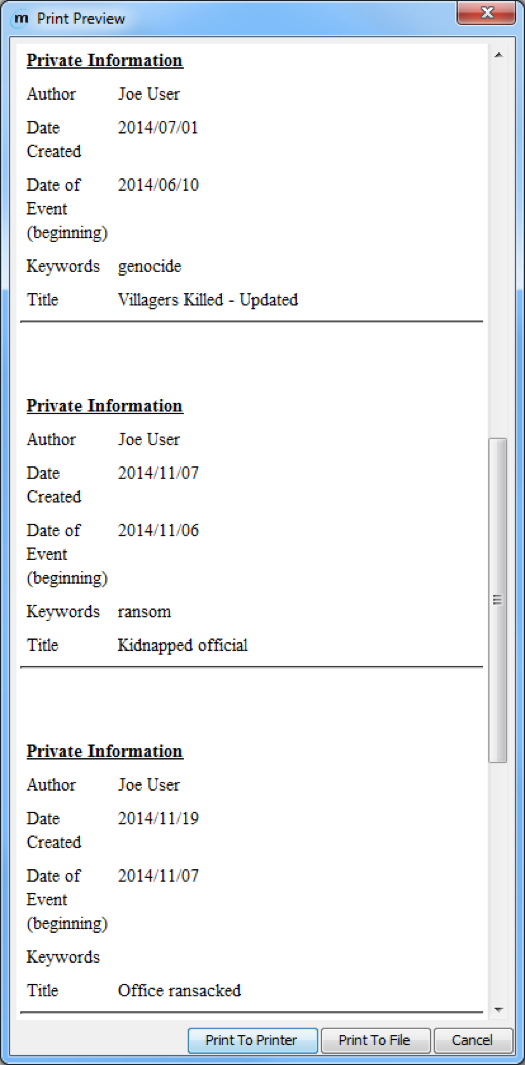 m Print Preview
Private Information
Author Joe User
Date 2014/07/01
Created
Date of 2014/06/10
Event
(beginning)
Keywords genocide
Title Villagers Killed - Updated
Private Information
Author Joe User
Date 2014/11/07
Created
Date of 2014/11/06
Event
(beginning)
Keywords ransom
Title Kidnapped official
Private Information
Author Joe User
Date 2014/11/19
Created
Date of 2014/11/07
Event
(beginning)
Keywords
Title Office ransacked
Print To Printer Print To File Cancel